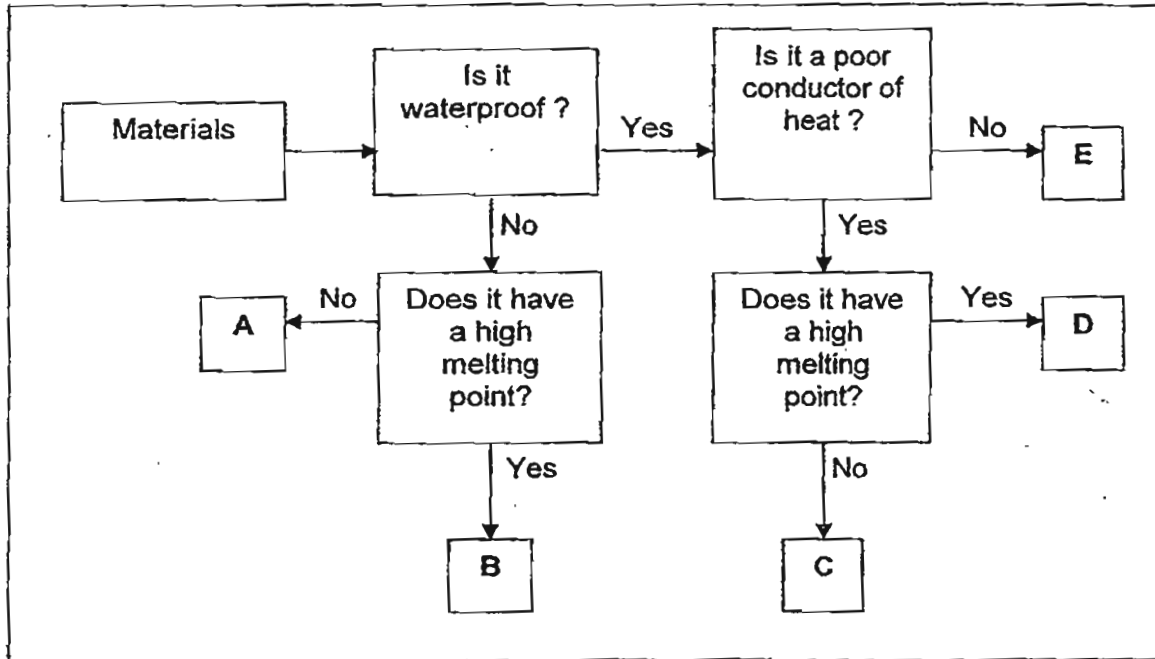 Materials
Is it
waterproof ?
Yes
Is it a poor
conductor of
heat ?
No
E
No
Yes
A
No
Does it have
a high
melting
point?
Does it have
a high
melting
point?
Yes
D
Yes
No
B
C